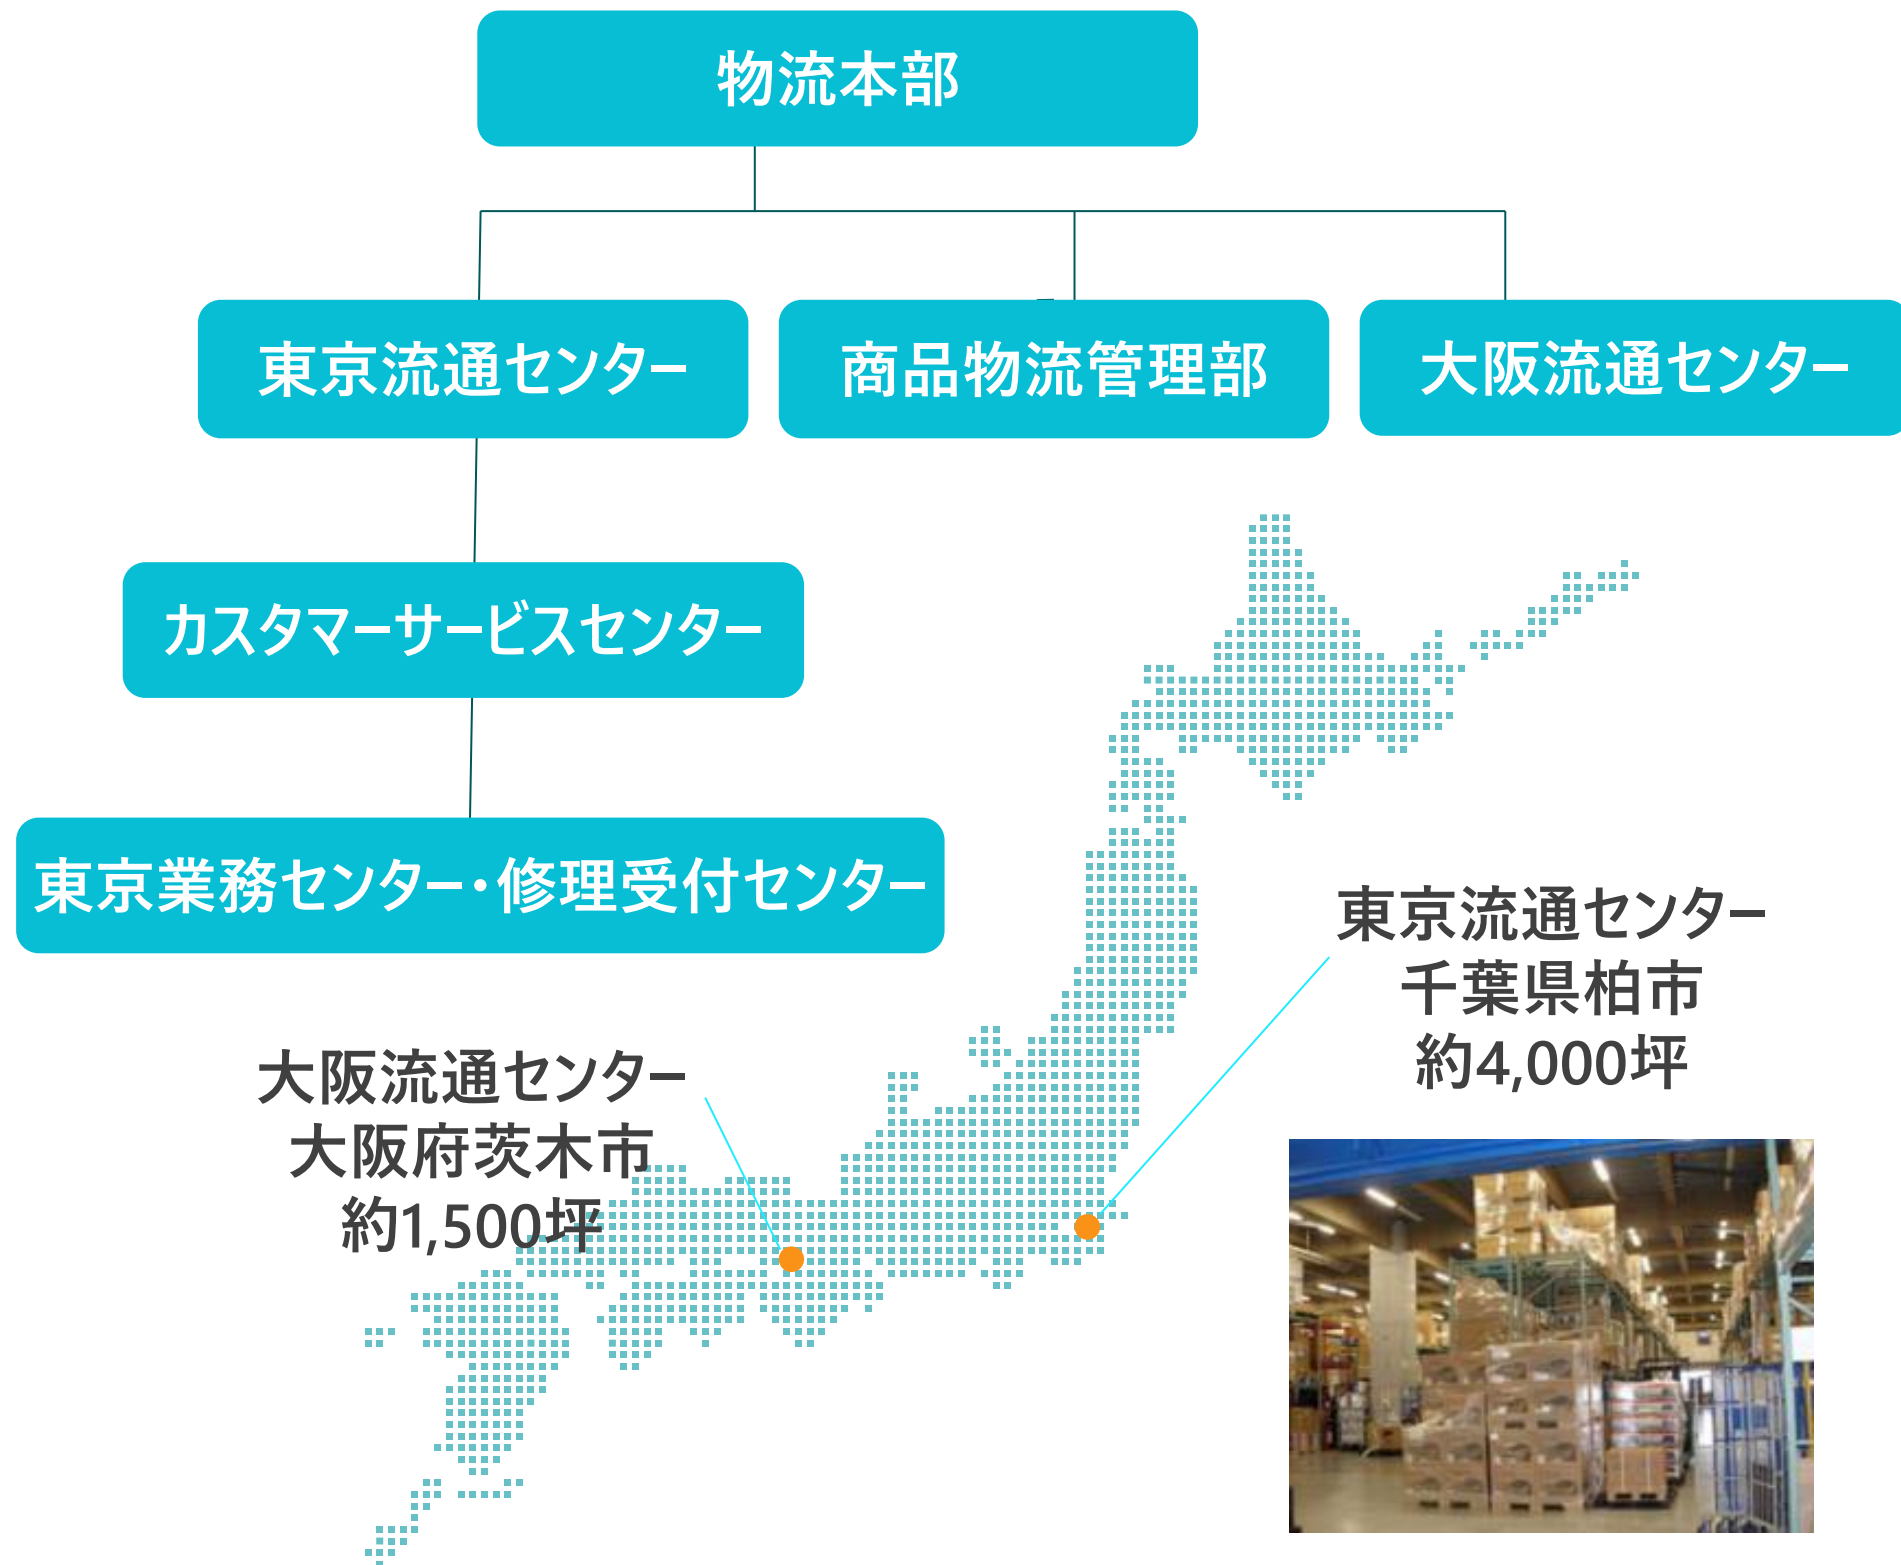 物流本部
東京流通センター
商品物流管理部
大阪流通センター
カスタマーサービスセンター
東京業務センター・修理受付センター
東京流通センター
千葉県柏市
約4,000坪
大阪流通センター
大阪府茨木市
約1,500坪